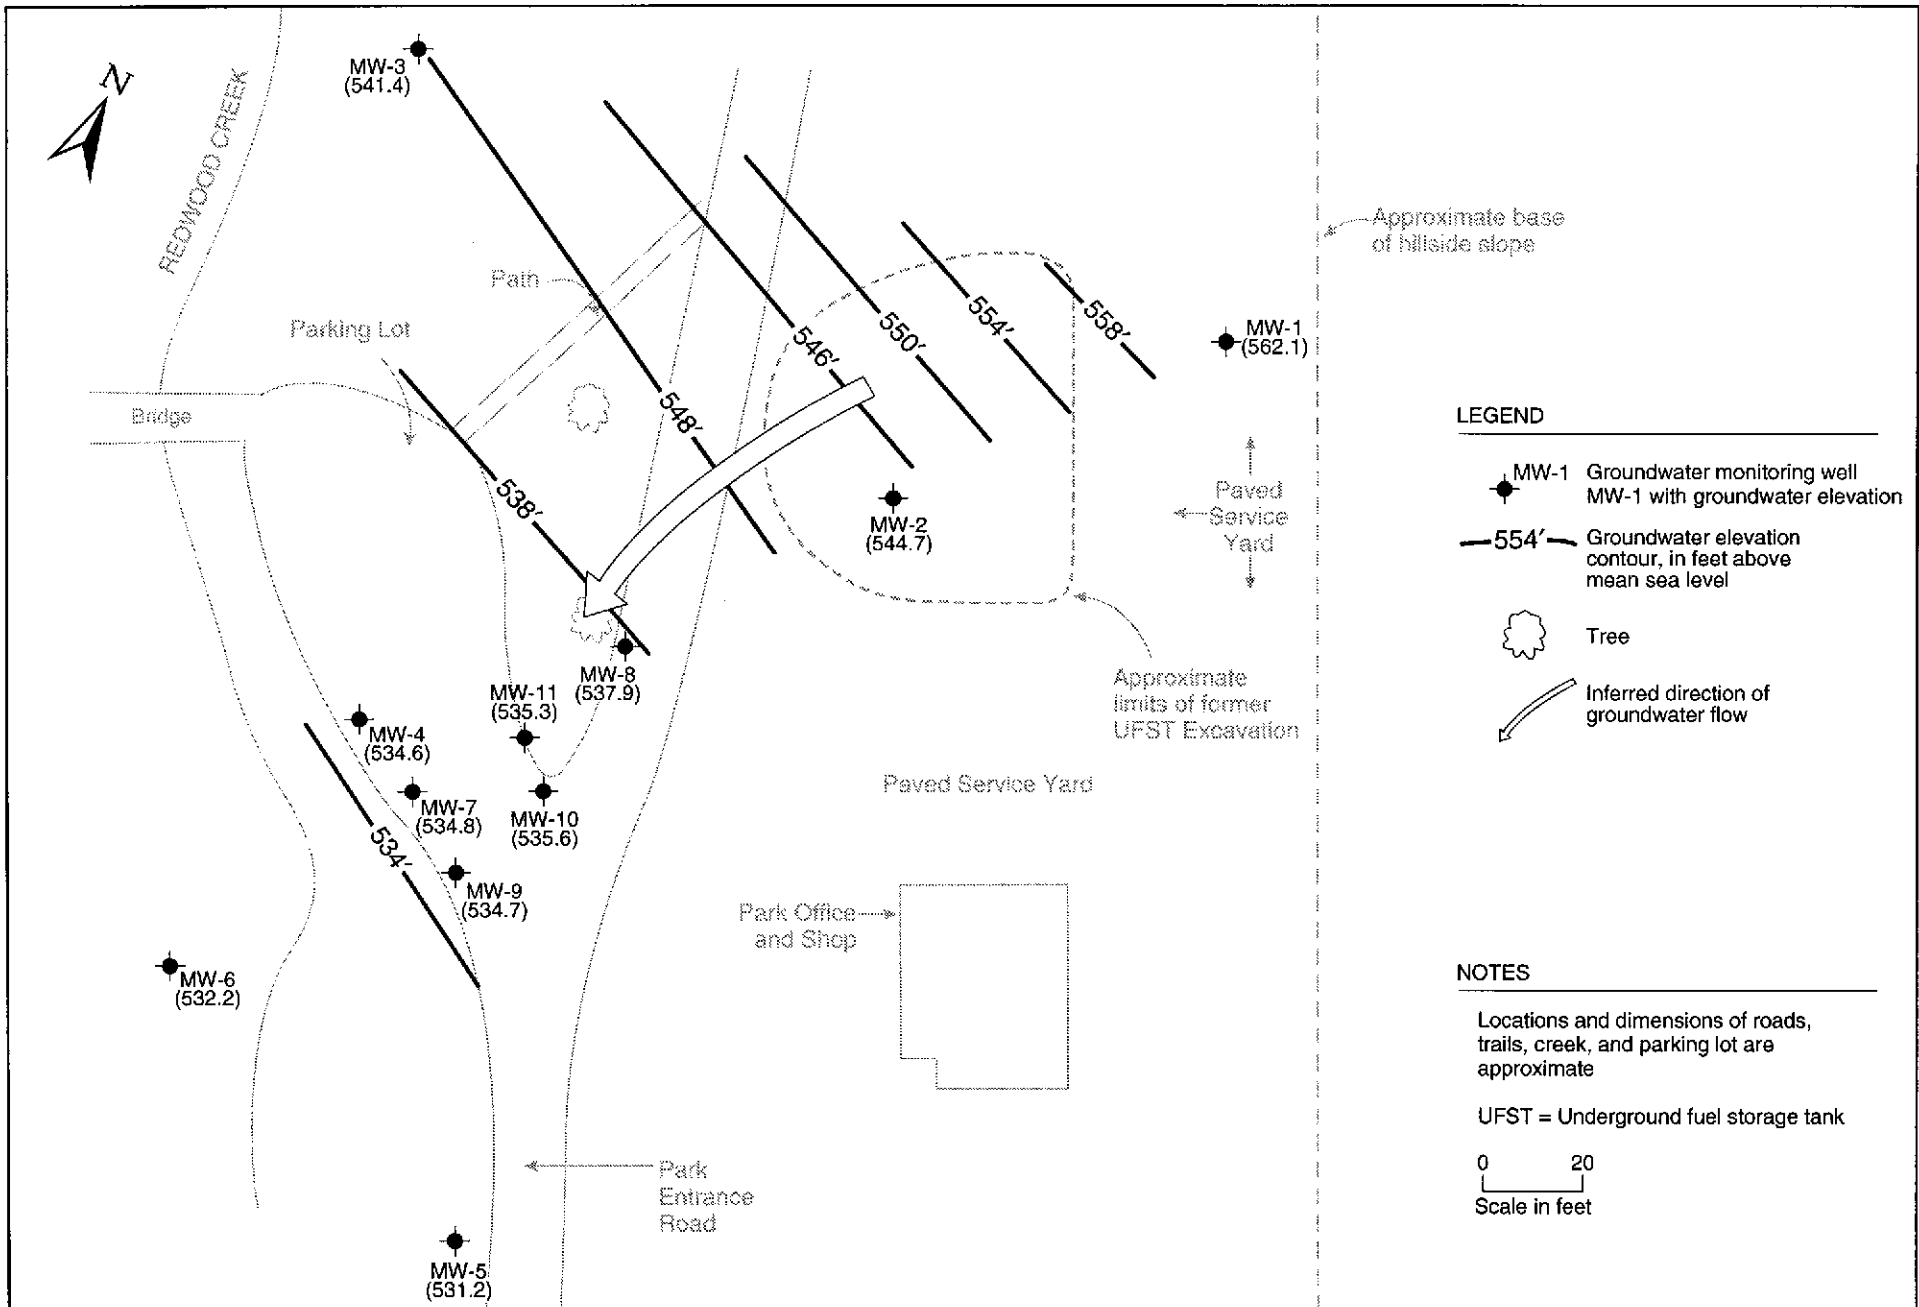 N
REDWOOD CREEK
MW-3
(541.4)
Path
Parking Lot
Bridge
548'
546'
550'
554'
558'
538'
534'
MW-1
(562.1)
MW-2
(544.7)
Approximate base
of hillside slope
Paved
Service
Yard
Approximate
limits of former
UFST Excavation
MW-8
(537.9)
MW-11
(535.3)
MW-4
(534.6)
MW-7
(534.8)
MW-10
(535.6)
MW-9
(534.7)
MW-6
(532.2)
MW-5
(531.2)
Paved Service Yard
Park Office
and Shop
Park
Entrance
Road
LEGEND
MW-1 Groundwater monitoring well
MW-1 with groundwater elevation
554' Groundwater elevation
contour, in feet above
mean sea level
Tree
Inferred direction of
groundwater flow
NOTES
Locations and dimensions of roads,
trails, creek, and parking lot are
approximate
UFST = Underground fuel storage tank
0 20
Scale in feet